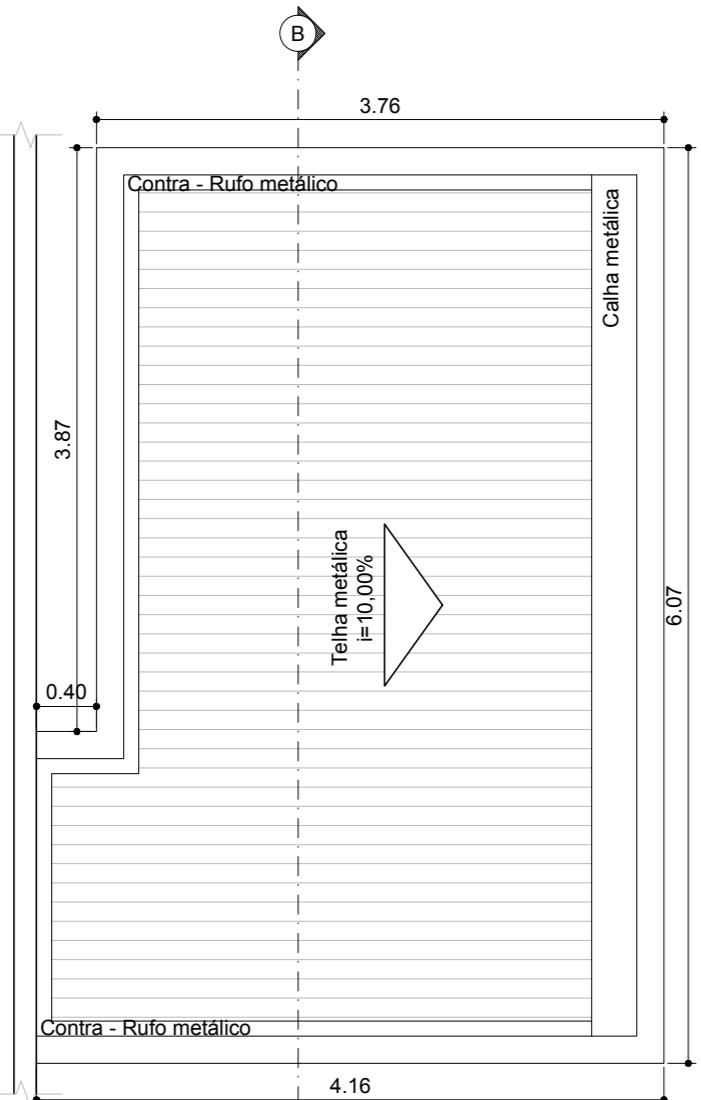 B
3.76
Contra - Rufo metálico
Calha metálica
3.87
Telha metálica
i=10,00%
6.07
0.40
Contra - Rufo metálico
4.16